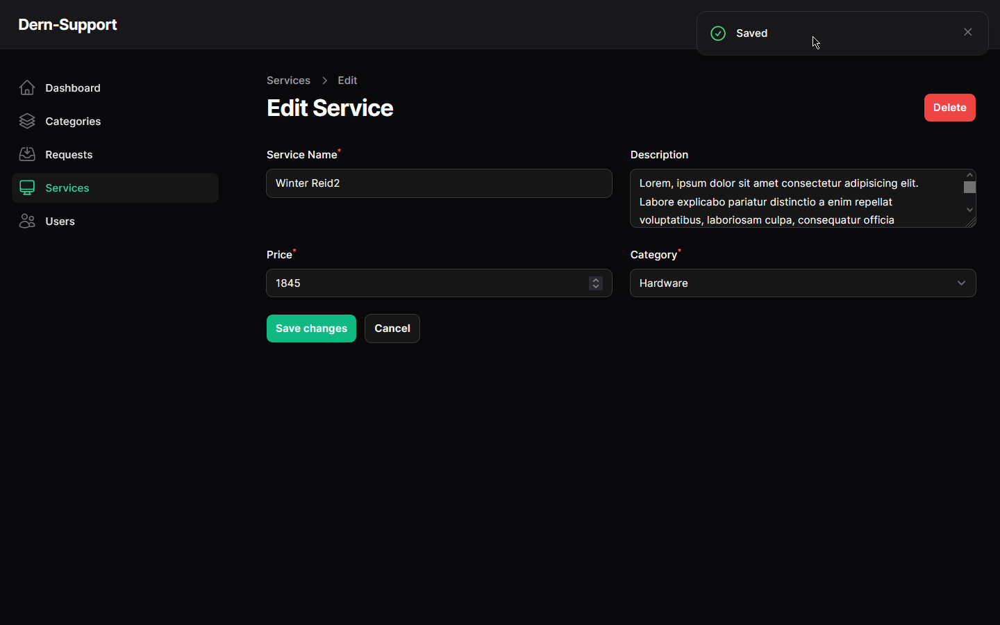 Dern-Support
Saved
Dashboard
Categories
Requests
Services
Users
Services
Edit
Edit Service
Delete
Service Name*
Winter Reid2
Description
Lorem, ipsum dolor sit amet consectetur adipisicing elit.
Labore explicabo pariatur distinctio a enim repellat
voluptatibus, laboriosam culpa, consequatur officia
Price*
1845
Category*
Hardware
Save changes
Cancel